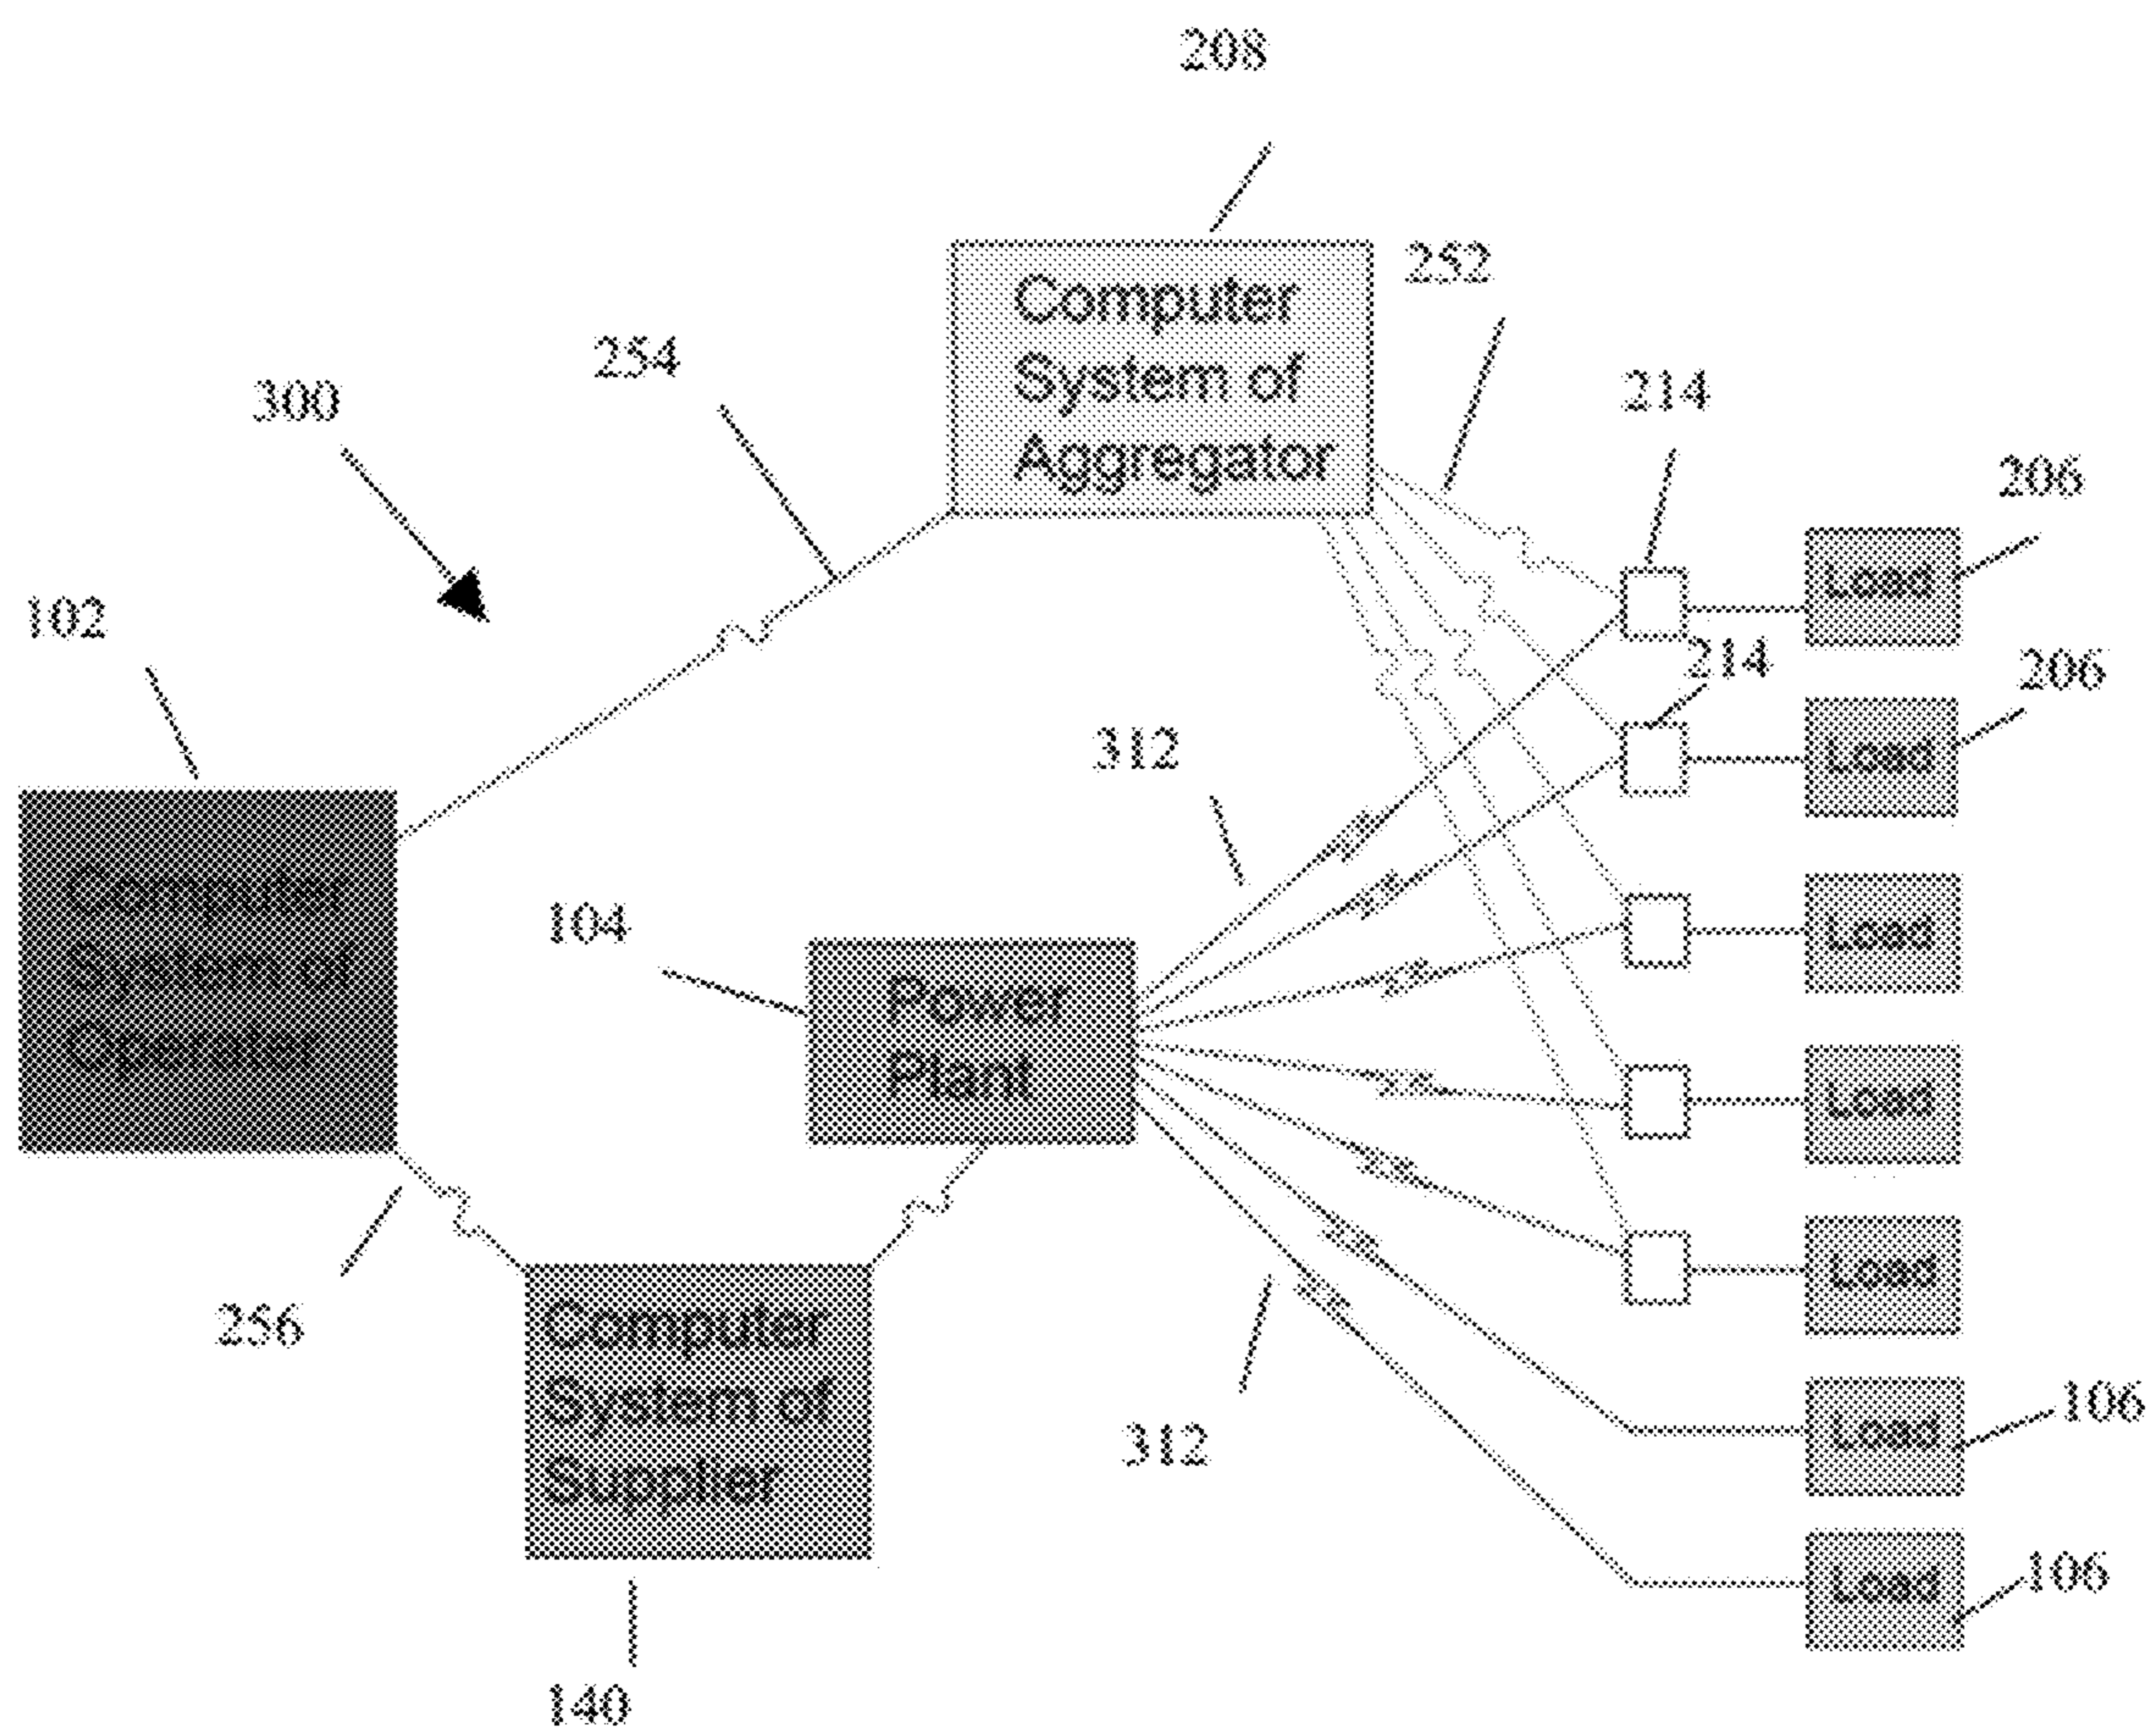 208
Computer
System of
Aggregator
252
254
214
300
206
Load
102
214
206
Load
312
Computer
System of
Operator
104
Power
Plant
Load
Load
Load
256
Computer
System of
Supplier
312
Load
106
Load
106
140